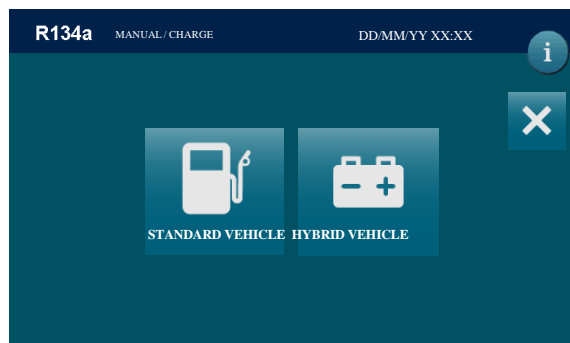 R134a MANUAL / CHARGE DD/MM/YY XX:XX
i
STANDARD VEHICLE HYBRID VEHICLE